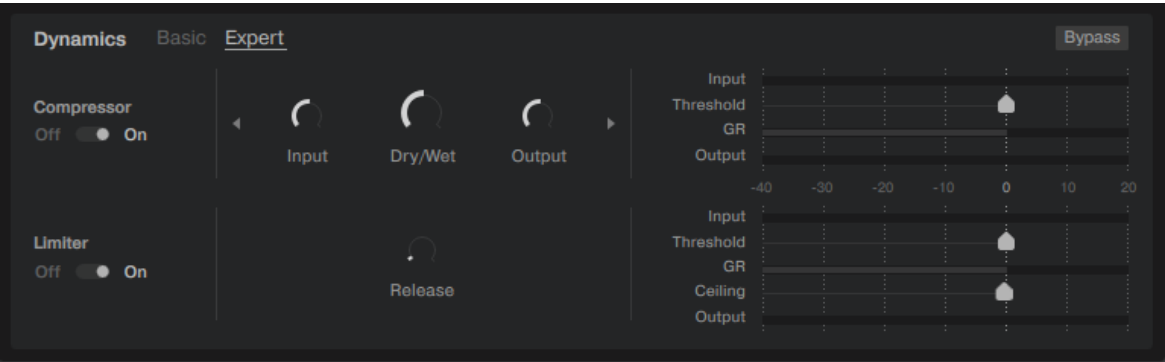 Dynamics Basic Expert Bypass
Compressor
Off On
Input Dry/Wet Output
Input
Threshold
GR
Output
-40 -30 -20 -10 0 10 20
Limiter
Off On
Release
Input
Threshold
GR
Ceiling
Output